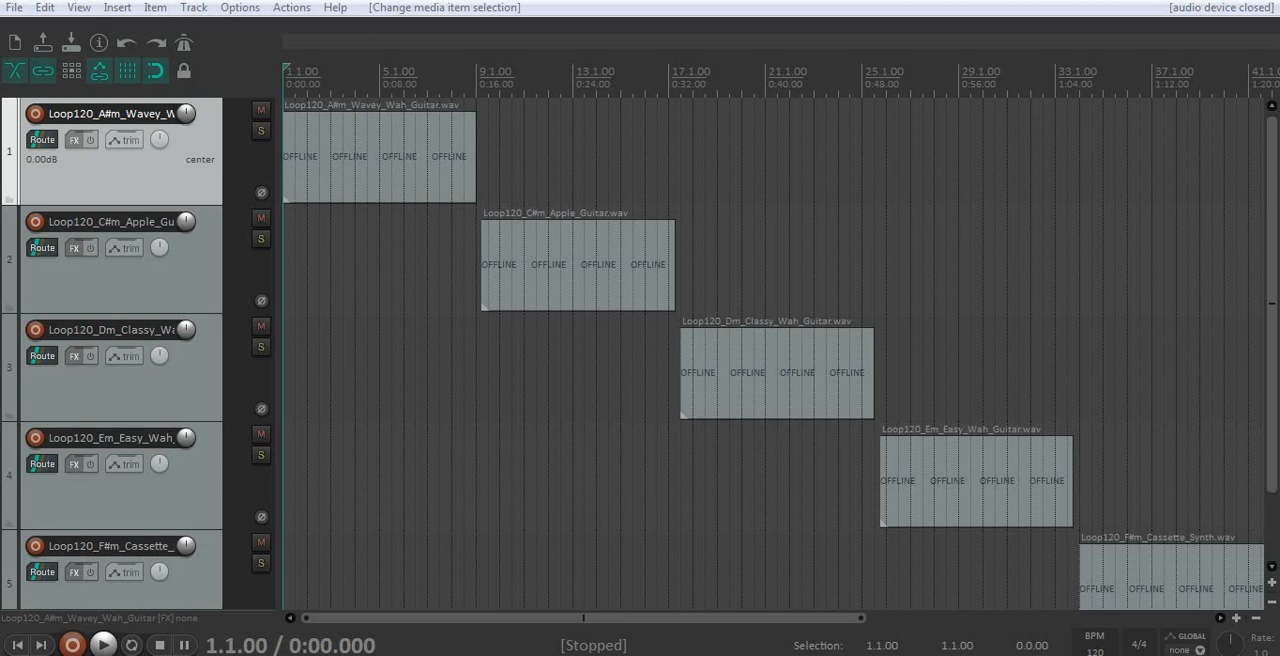 File Edit View Insert Item Track Options Actions Help [Change media item selection] [audio device closed]
1.1.00 5.1.00 9.1.00 13.1.00 17.1.00 21.1.00 25.1.00 29.1.00 33.1.00 37.1.00 41.1.0
0:00.00 0:08.00 0:16.00 0:24.00 0:32.00 0:40.00 0:48.00 0:56.00 1:04.00 1:12.00 1:20.0
Loop120_A#m_Wavey_W M Loop120_A#m_Wavey_Wah_Guitar.wav
1 Route FX trim S
0.00dB center OFFLINE OFFLINE OFFLINE OFFLINE
Loop120_C#m_Apple_Gu M Loop120_C#m_Apple_Guitar.wav
2 Route FX trim S
OFFLINE OFFLINE OFFLINE OFFLINE
Loop120_Dm_Classy_Wa M Loop120_Dm_Classy_Wah_Guitar.wav
3 Route FX trim S
OFFLINE OFFLINE OFFLINE OFFLINE
Loop120_Em_Easy_Wah_ M Loop120_Em_Easy_Wah_Guitar.wav
4 Route FX trim S
OFFLINE OFFLINE OFFLINE OFFLINE
Loop120_F#m_Cassette_ M Loop120_F#m_Cassette_Synth.wav
5 Route FX trim S
OFFLINE OFFLINE OFFLINE OFFLINE
Loop120_A#m_Wavey_Wah_Guitar [FX] none
1.1.00 / 0:00.000 [Stopped] Selection: 1.1.00 1.1.00 0.0.00 BPM 4/4 GLOBAL Rate:
120 none 1.0